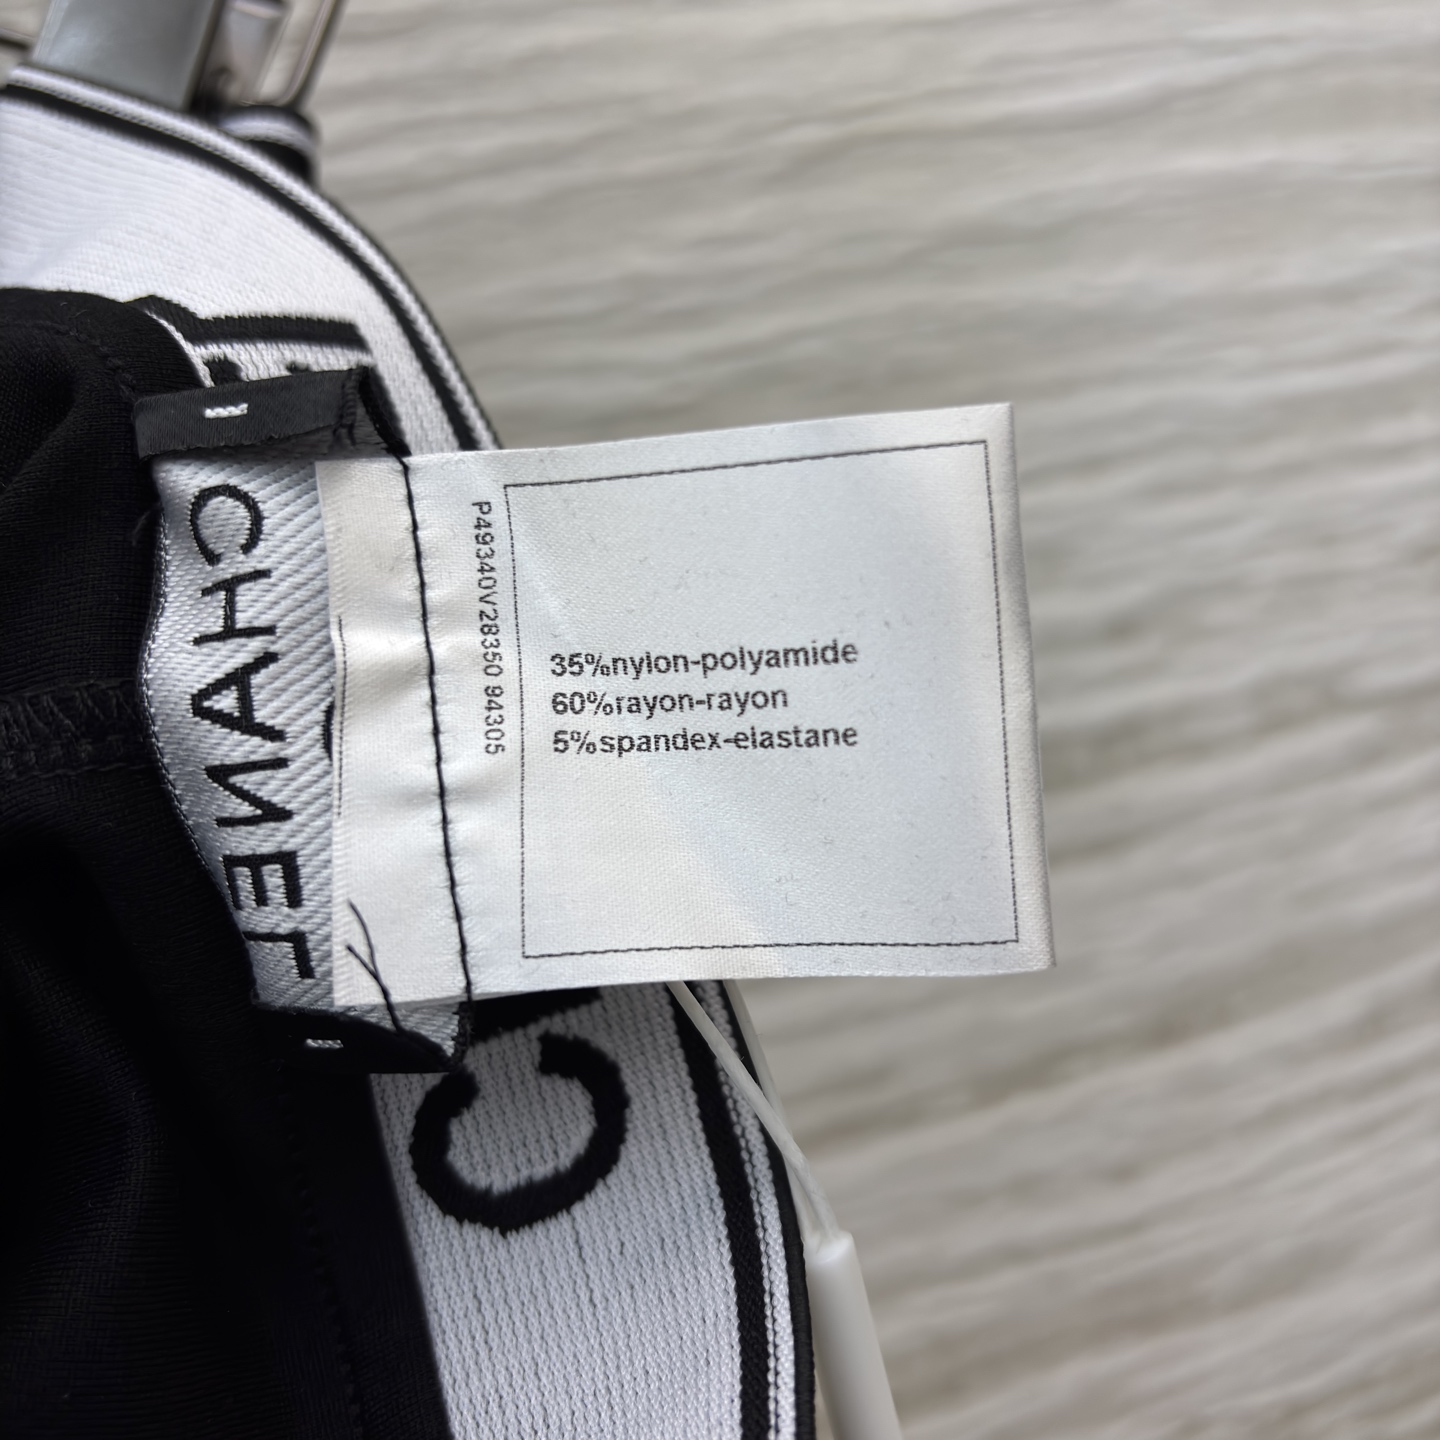 CHANEL
P49340V28350 94305
35%nylon-polyamide
60%rayon-rayon
5%spandex-elastane
C